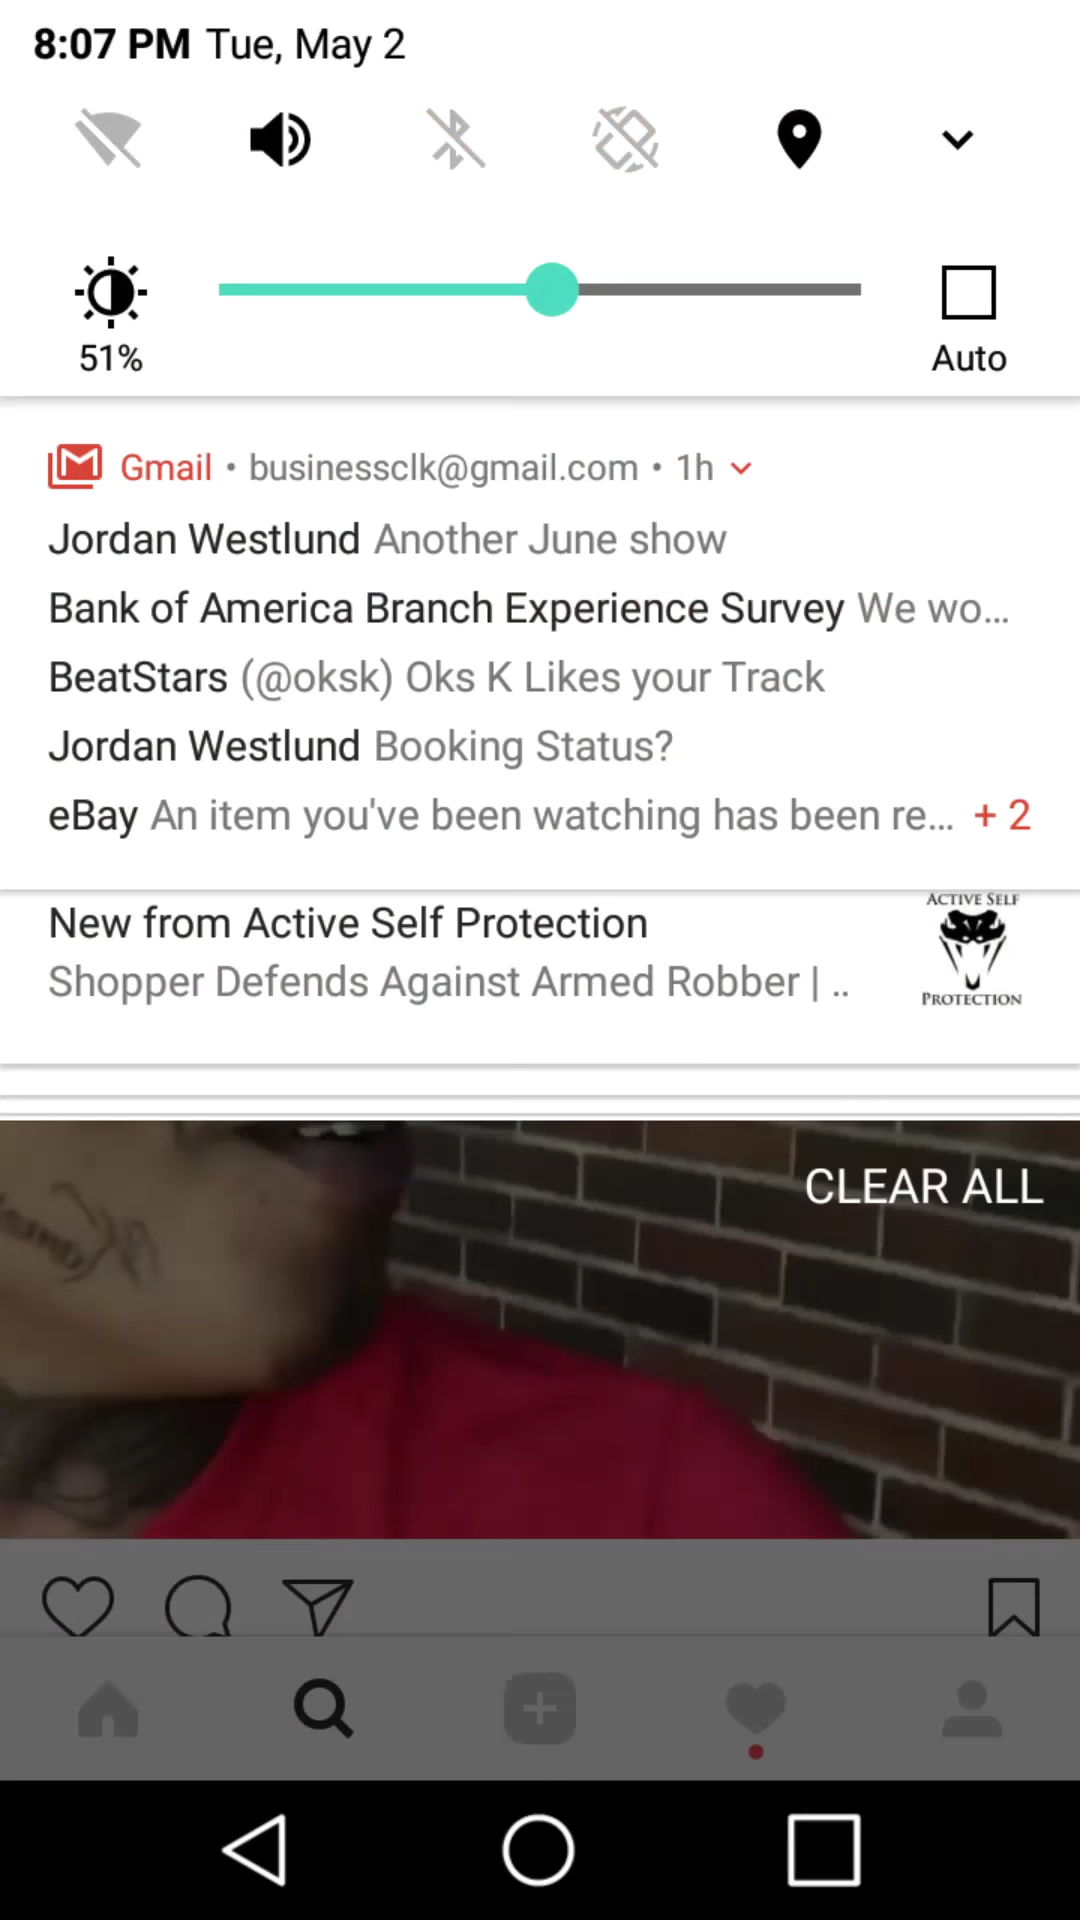 8:07 PM Tue, May 2
51%
Auto
Gmail • businessclk@gmail.com • 1h
Jordan Westlund Another June show
Bank of America Branch Experience Survey We wo...
BeatStars (@oksk) Oks K Likes your Track
Jordan Westlund Booking Status?
eBay An item you've been watching has been re... + 2
New from Active Self Protection
Shopper Defends Against Armed Robber | ..
ACTIVE SELF
PROTECTION
CLEAR ALL